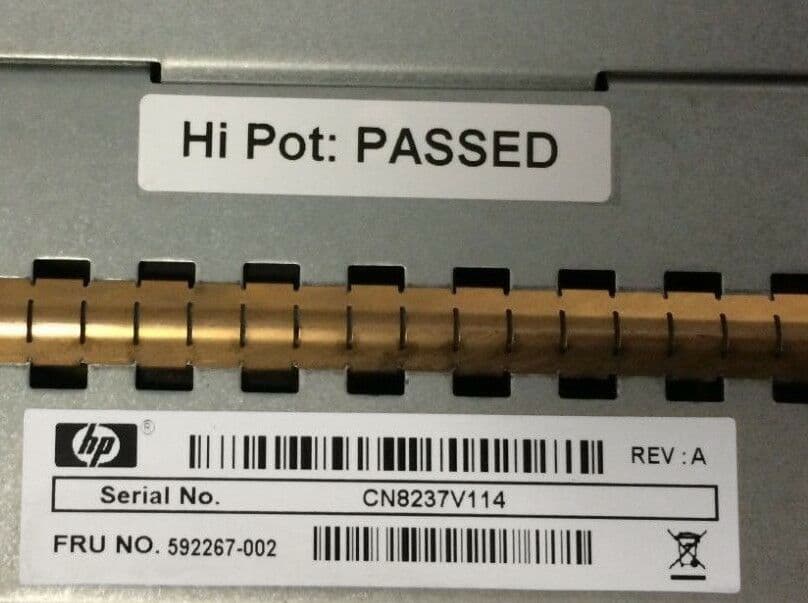 Hi Pot: PASSED
hp ®
REV : A
Serial No. CN8237V114
FRU NO. 592267-002